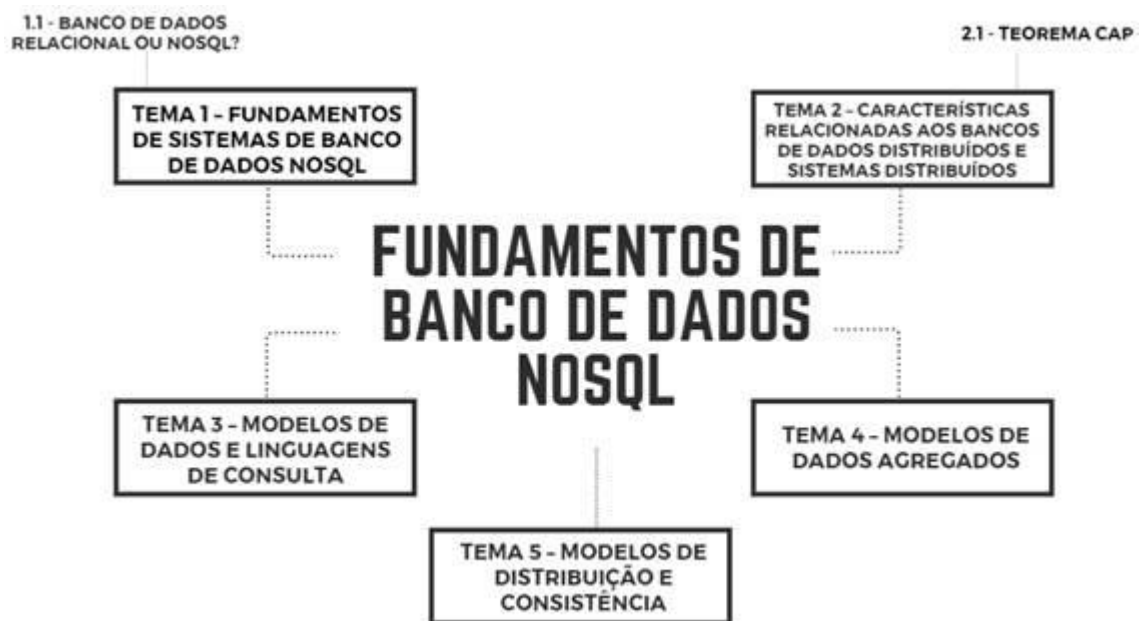 1.1 - BANCO DE DADOS
RELACIONAL OU NOSQL?
2.1 - TEOREMA CAP
TEMA 1 – FUNDAMENTOS
DE SISTEMAS DE BANCO
DE DADOS NOSQL
TEMA 2 – CARACTERÍSTICAS
RELACIONADAS AOS BANCOS
DE DADOS DISTRIBUÍDOS E
SISTEMAS DISTRIBUÍDOS
FUNDAMENTOS DE
BANCO DE DADOS
NOSQL
TEMA 3 – MODELOS DE
DADOS E LINGUAGENS
DE CONSULTA
TEMA 4 – MODELOS DE
DADOS AGREGADOS
TEMA 5 – MODELOS DE
DISTRIBUIÇÃO E
CONSISTÊNCIA